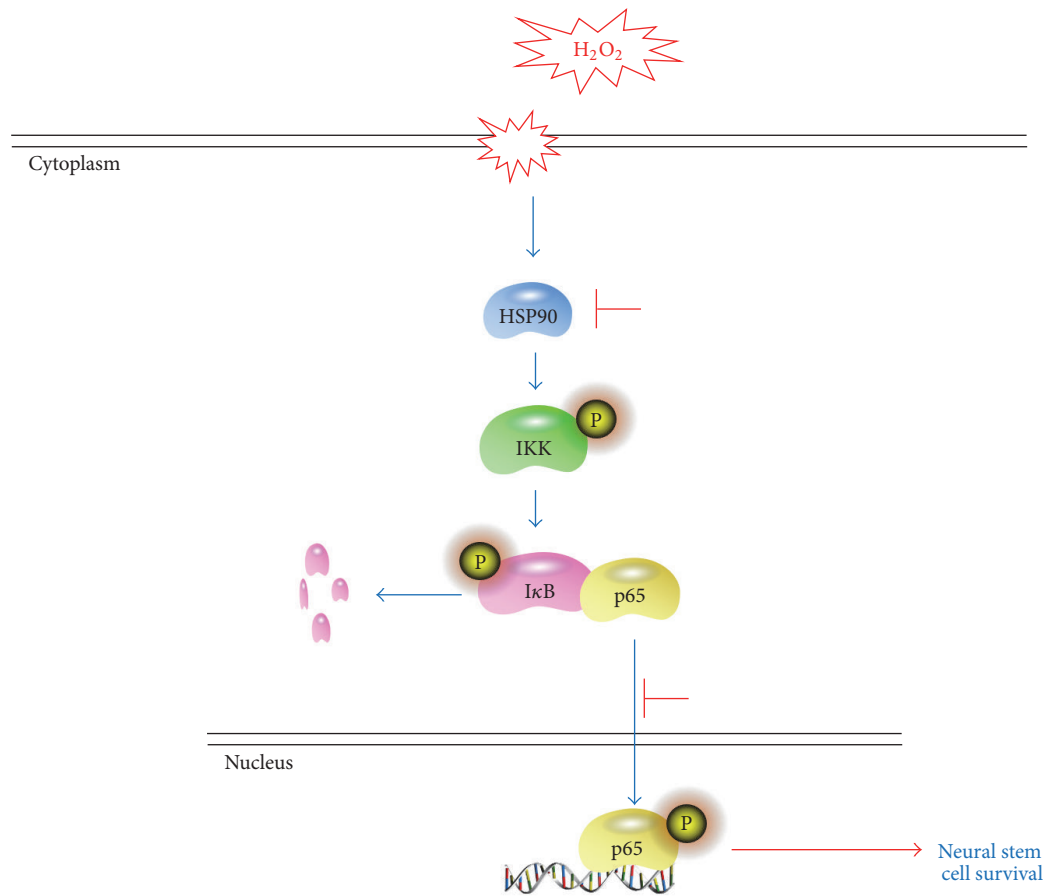 H₂O₂
Cytoplasm
HSP90
P
IKK
P
IκB
p65
Nucleus
P
p65
Neural stem
cell survival